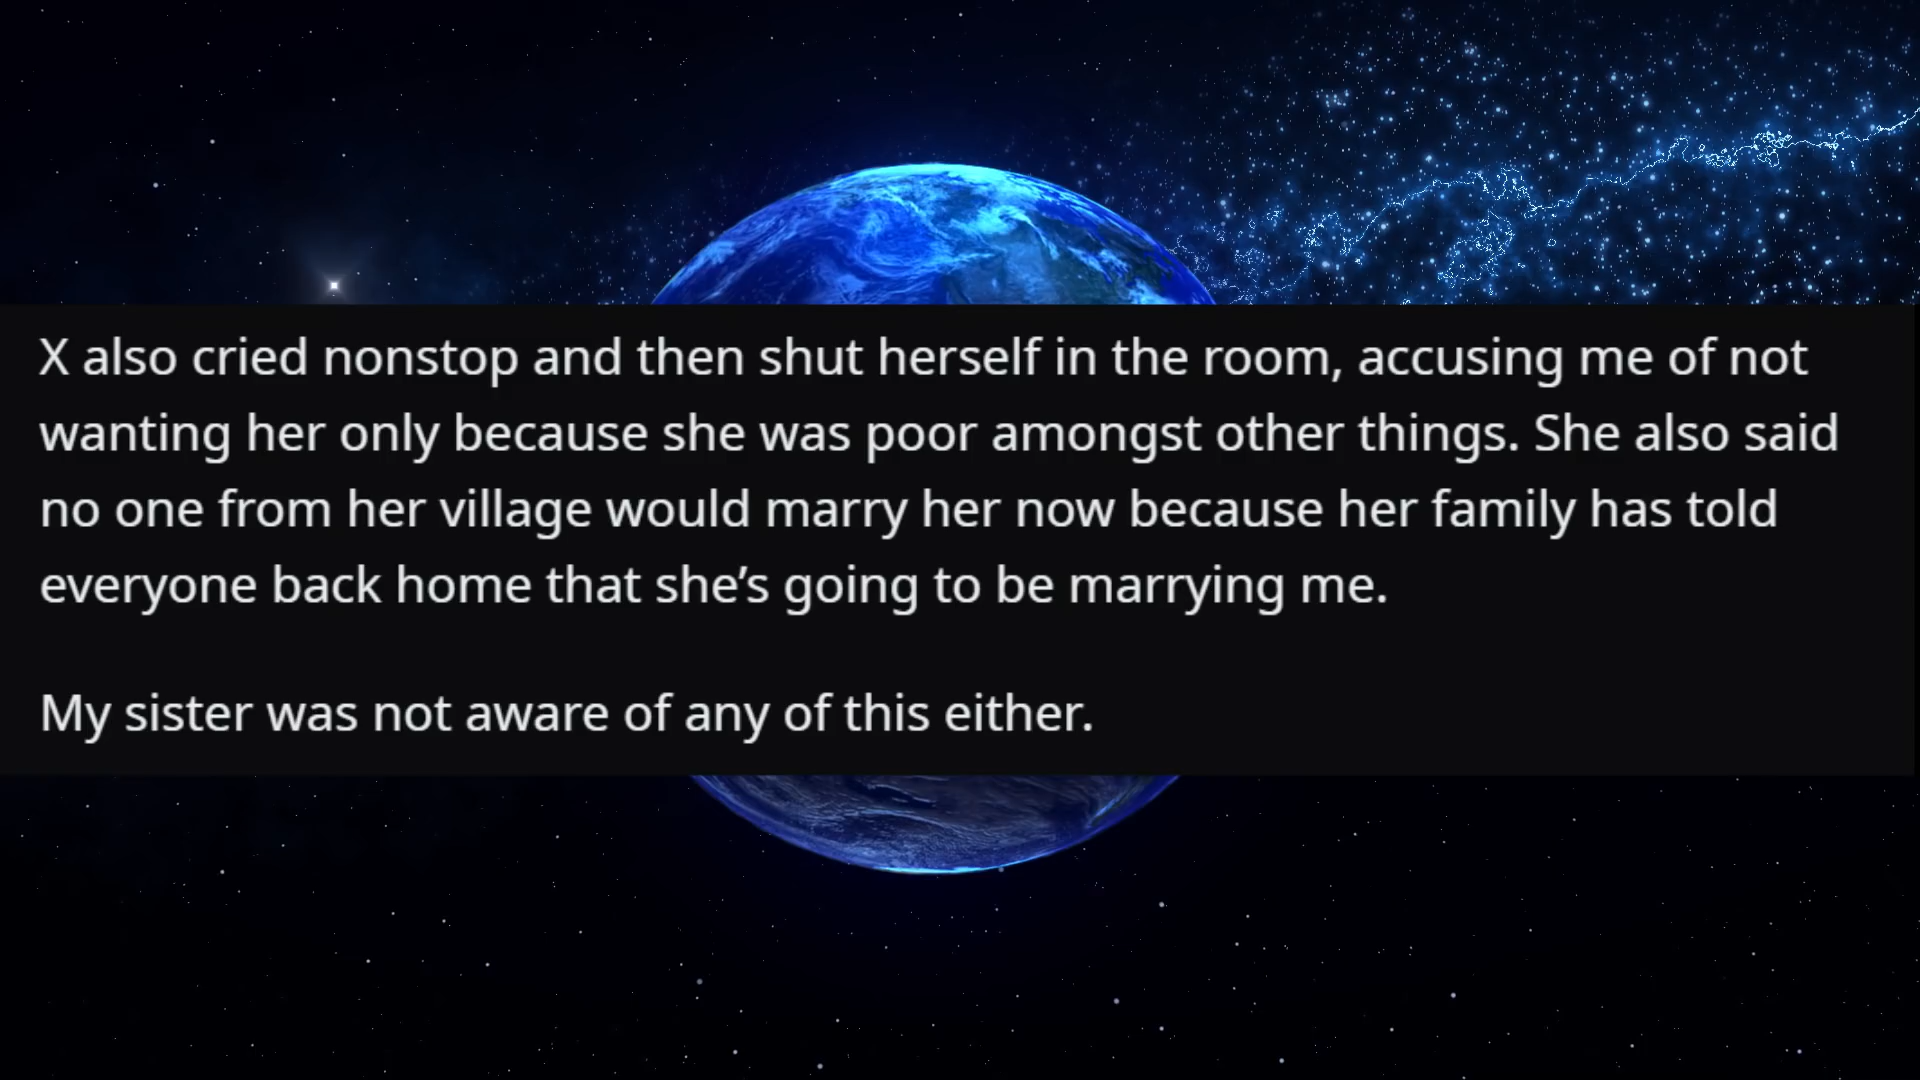 X also cried nonstop and then shut herself in the room, accusing me of not
wanting her only because she was poor amongst other things. She also said
no one from her village would marry her now because her family has told
everyone back home that she’s going to be marrying me.
My sister was not aware of any of this either.